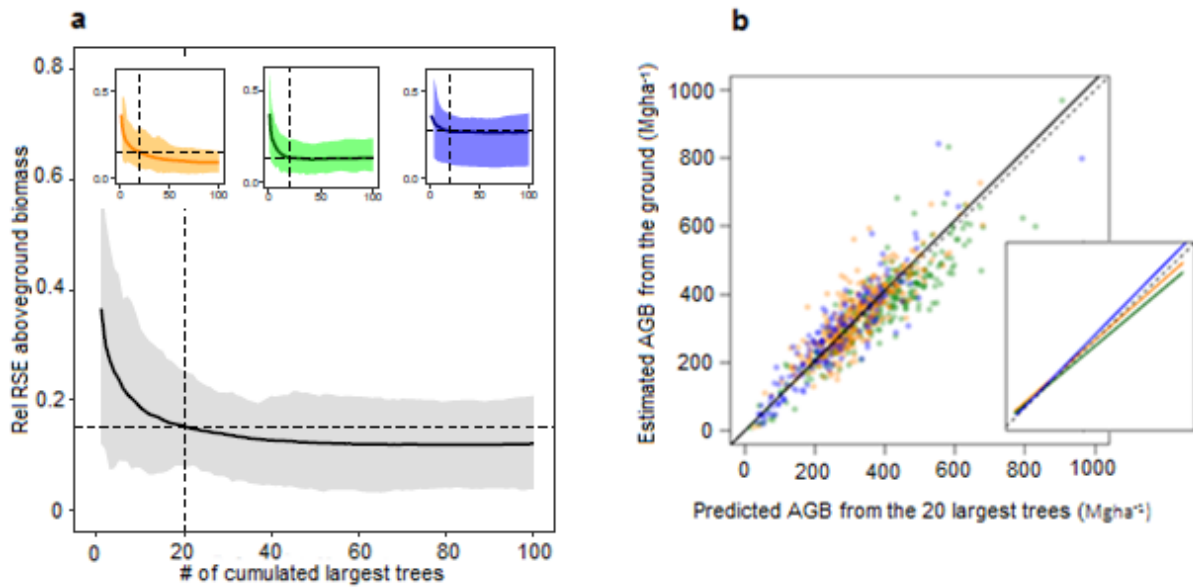 a
Rel RSE aboveground biomass
0.8
0.6
0.4
0.2
0
0.5
0.0
0 50 100
0.5
0.0
0 50 100
0.5
0.0
0 50 100
0 20 40 60 80 100
# of cumulated largest trees
b
Estimated AGB from the ground (Mgha⁻¹)
1000
800
600
400
200
0
0 200 400 600 800 1000
Predicted AGB from the 20 largest trees (Mgha⁻¹)